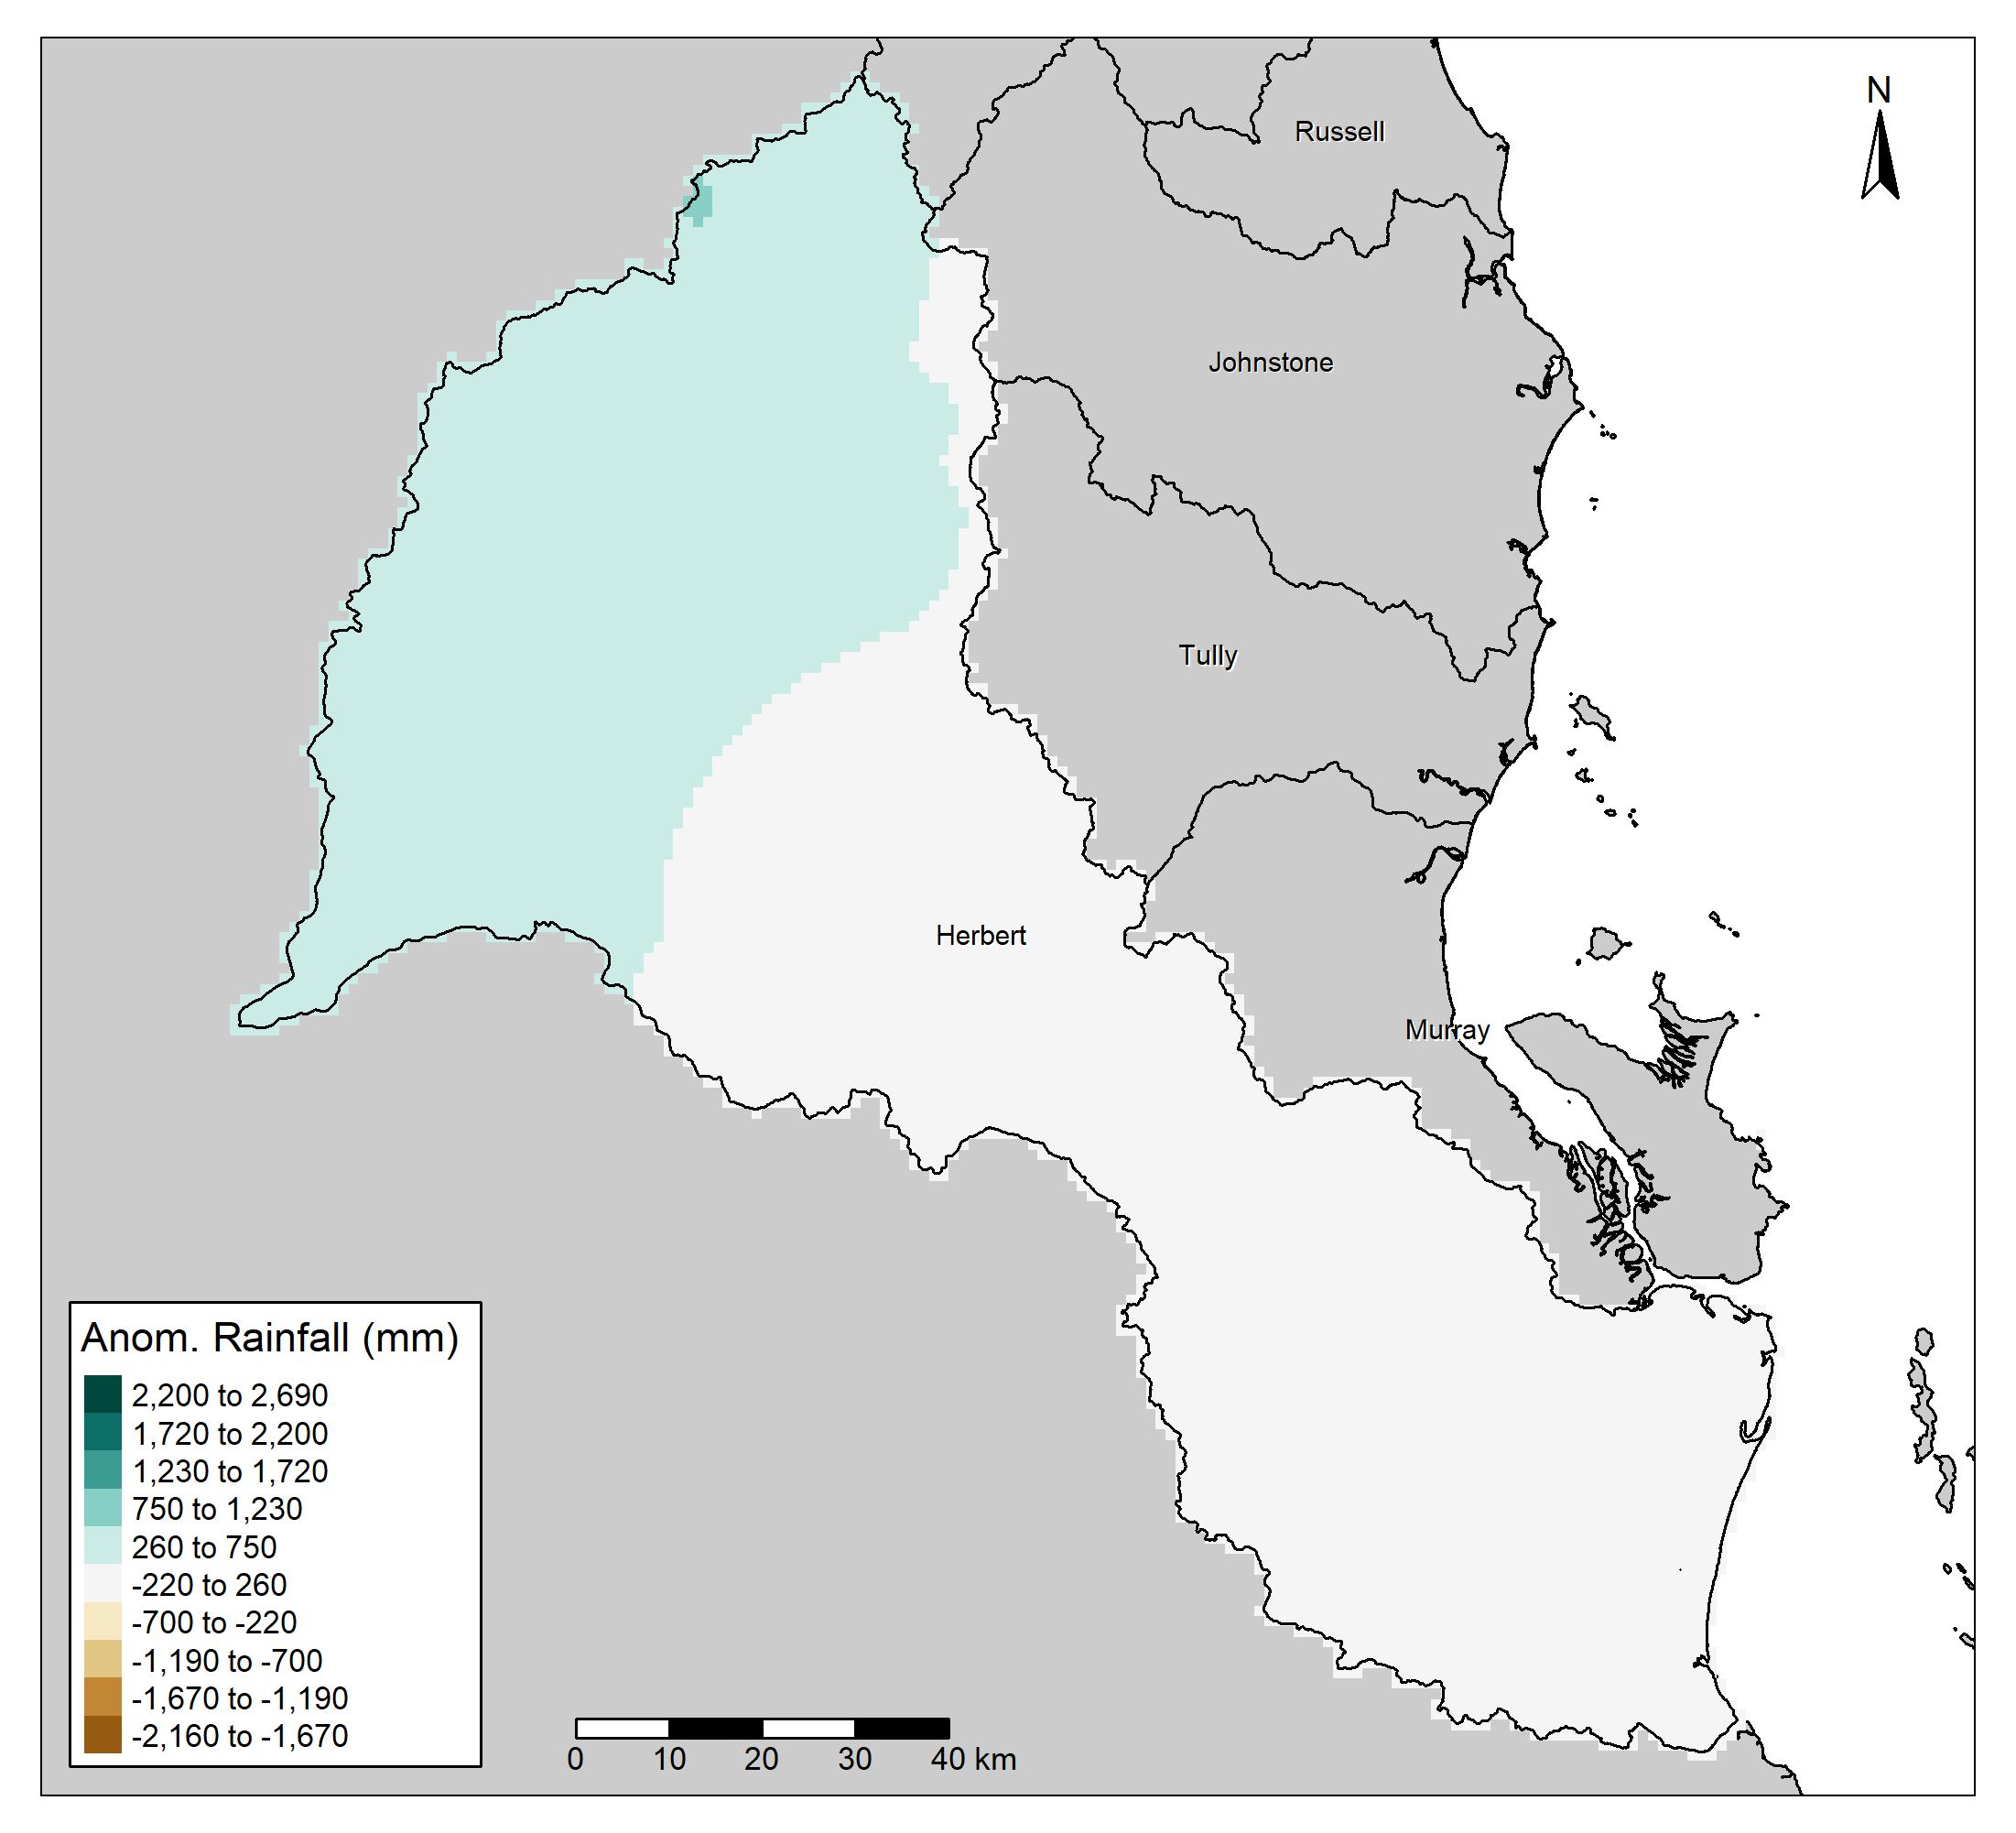 N
Russell
Johnstone
Tully
Herbert
Murray
Anom. Rainfall (mm)
2,200 to 2,690
1,720 to 2,200
1,230 to 1,720
750 to 1,230
260 to 750
-220 to 260
-700 to -220
-1,190 to -700
-1,670 to -1,190
-2,160 to -1,670
0 10 20 30 40 km